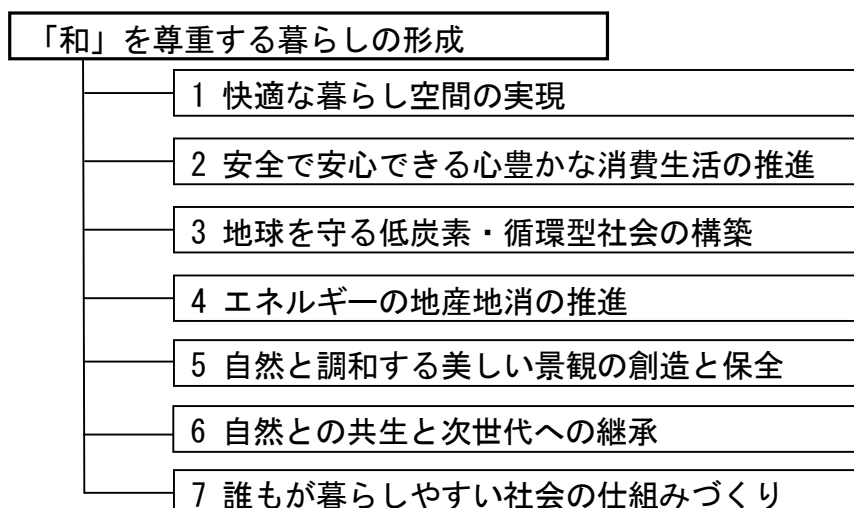 「和」を尊重する暮らしの形成
1 快適な暮らし空間の実現
2 安全で安心できる心豊かな消費生活の推進
3 地球を守る低炭素・循環型社会の構築
4 エネルギーの地産地消の推進
5 自然と調和する美しい景観の創造と保全
6 自然との共生と次世代への継承
7 誰もが暮らしやすい社会の仕組みづくり